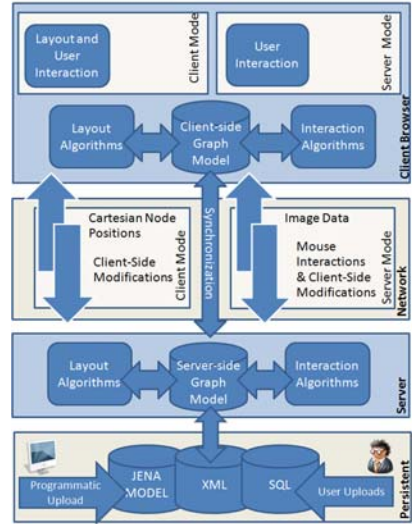 Layout and
User
Interaction
Client Mode
User
Interaction
Server Mode
Layout
Algorithms
Client-side
Graph
Model
Interaction
Algorithms
Client Browser
Cartesian Node
Positions
Client-Side
Modifications
Client Mode
Synchronization
Image Data
Mouse
Interactions
& Client-Side
Modifications
Server Mode
Network
Layout
Algorithms
Server-side
Graph
Model
Interaction
Algorithms
Server
Programmatic
Upload
JENA
MODEL
XML
SQL
User Uploads
Persistent